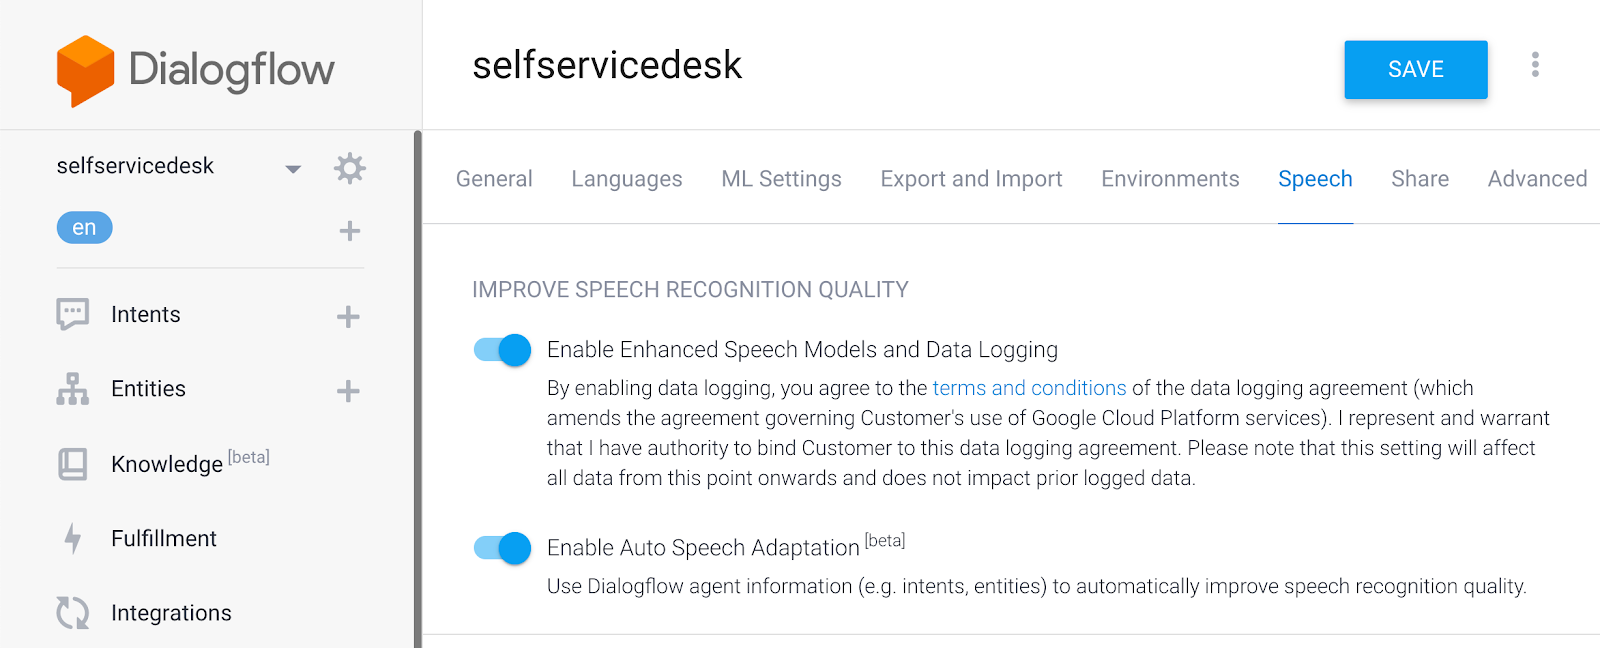 Dialogflow
selfservicedesk
SAVE
selfservicedesk
en
Intents
Entities
Knowledge [beta]
Fulfillment
Integrations
General Languages ML Settings Export and Import Environments Speech Share Advanced
IMPROVE SPEECH RECOGNITION QUALITY
Enable Enhanced Speech Models and Data Logging
By enabling data logging, you agree to the terms and conditions of the data logging agreement (which
amends the agreement governing Customer's use of Google Cloud Platform services). I represent and warrant
that I have authority to bind Customer to this data logging agreement. Please note that this setting will affect
all data from this point onwards and does not impact prior logged data.
Enable Auto Speech Adaptation [beta]
Use Dialogflow agent information (e.g. intents, entities) to automatically improve speech recognition quality.